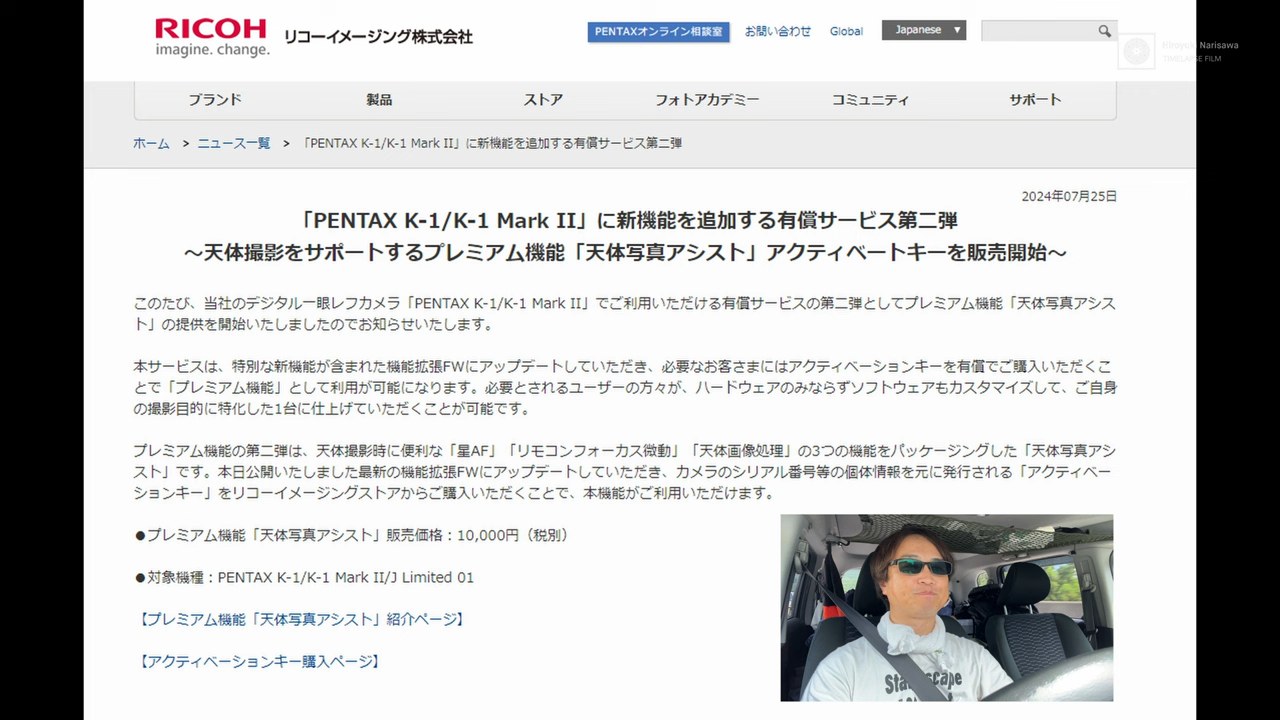 RICOH
imagine. change.
リコーイメージング株式会社
PENTAXオンライン相談室
お問い合わせ
Global
Japanese
Hiroyuki Narisawa
TIMELAPSE FILM
ブランド
製品
ストア
フォトアカデミー
コミュニティ
サポート
ホーム > ニュース一覧 > 「PENTAX K-1/K-1 Mark II」に新機能を追加する有償サービス第二弾
2024年07月25日
「PENTAX K-1/K-1 Mark II」に新機能を追加する有償サービス第二弾
～天体撮影をサポートするプレミアム機能「天体写真アシスト」アクティベートキーを販売開始～
このたび、当社のデジタル一眼レフカメラ「PENTAX K-1/K-1 Mark II」でご利用いただける有償サービスの第二弾としてプレミアム機能「天体写真アシス
ト」の提供を開始いたしましたのでお知らせいたします。
本サービスは、特別な新機能が含まれた機能拡張FWにアップデートしていただき、必要なお客さまにはアクティベーションキーを有償でご購入いただくこ
とで「プレミアム機能」として利用が可能になります。必要とされるユーザーの方々が、ハードウェアのみならずソフトウェアもカスタマイズして、ご自身
の撮影目的に特化した1台に仕上げていただくことが可能です。
プレミアム機能の第二弾は、天体撮影時に便利な「星AF」「リモコンフォーカス微動」「天体画像処理」の3つの機能をパッケージングした「天体写真アシ
スト」です。本日公開いたしました最新の機能拡張FWにアップデートしていただき、カメラのシリアル番号等の個体情報を元に発行される「アクティベー
ションキー」をリコーイメージングストアからご購入いただくことで、本機能がご利用いただけます。
●プレミアム機能「天体写真アシスト」販売価格：10,000円（税別）
●対象機種：PENTAX K-1/K-1 Mark II/J Limited 01
【プレミアム機能「天体写真アシスト」紹介ページ】
【アクティベーションキー購入ページ】